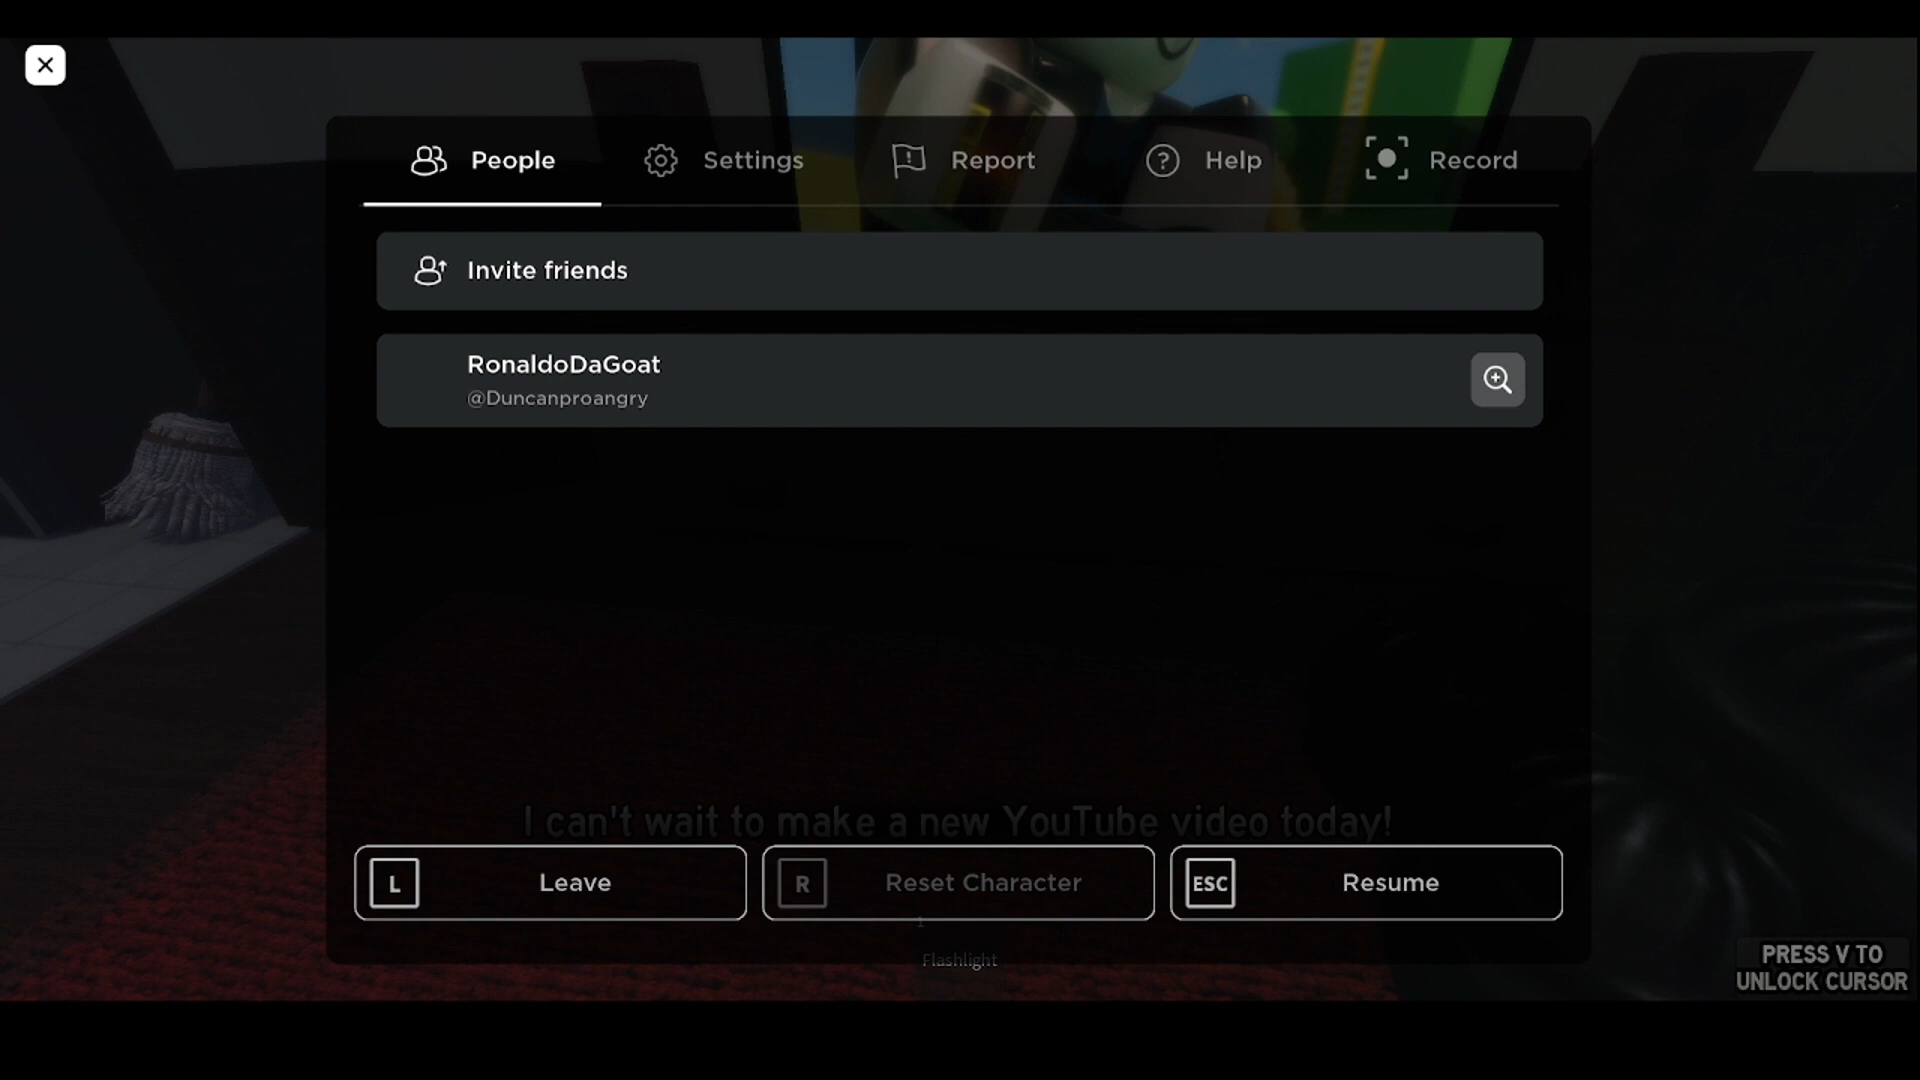 People
Settings
Report
Help
Record
Invite friends
RonaldoDaGoat
@Duncanproangry
I can't wait to make a new YouTube video today!
L
Leave
R
Reset Character
ESC
Resume
1
Flashlight
PRESS V TO
UNLOCK CURSOR